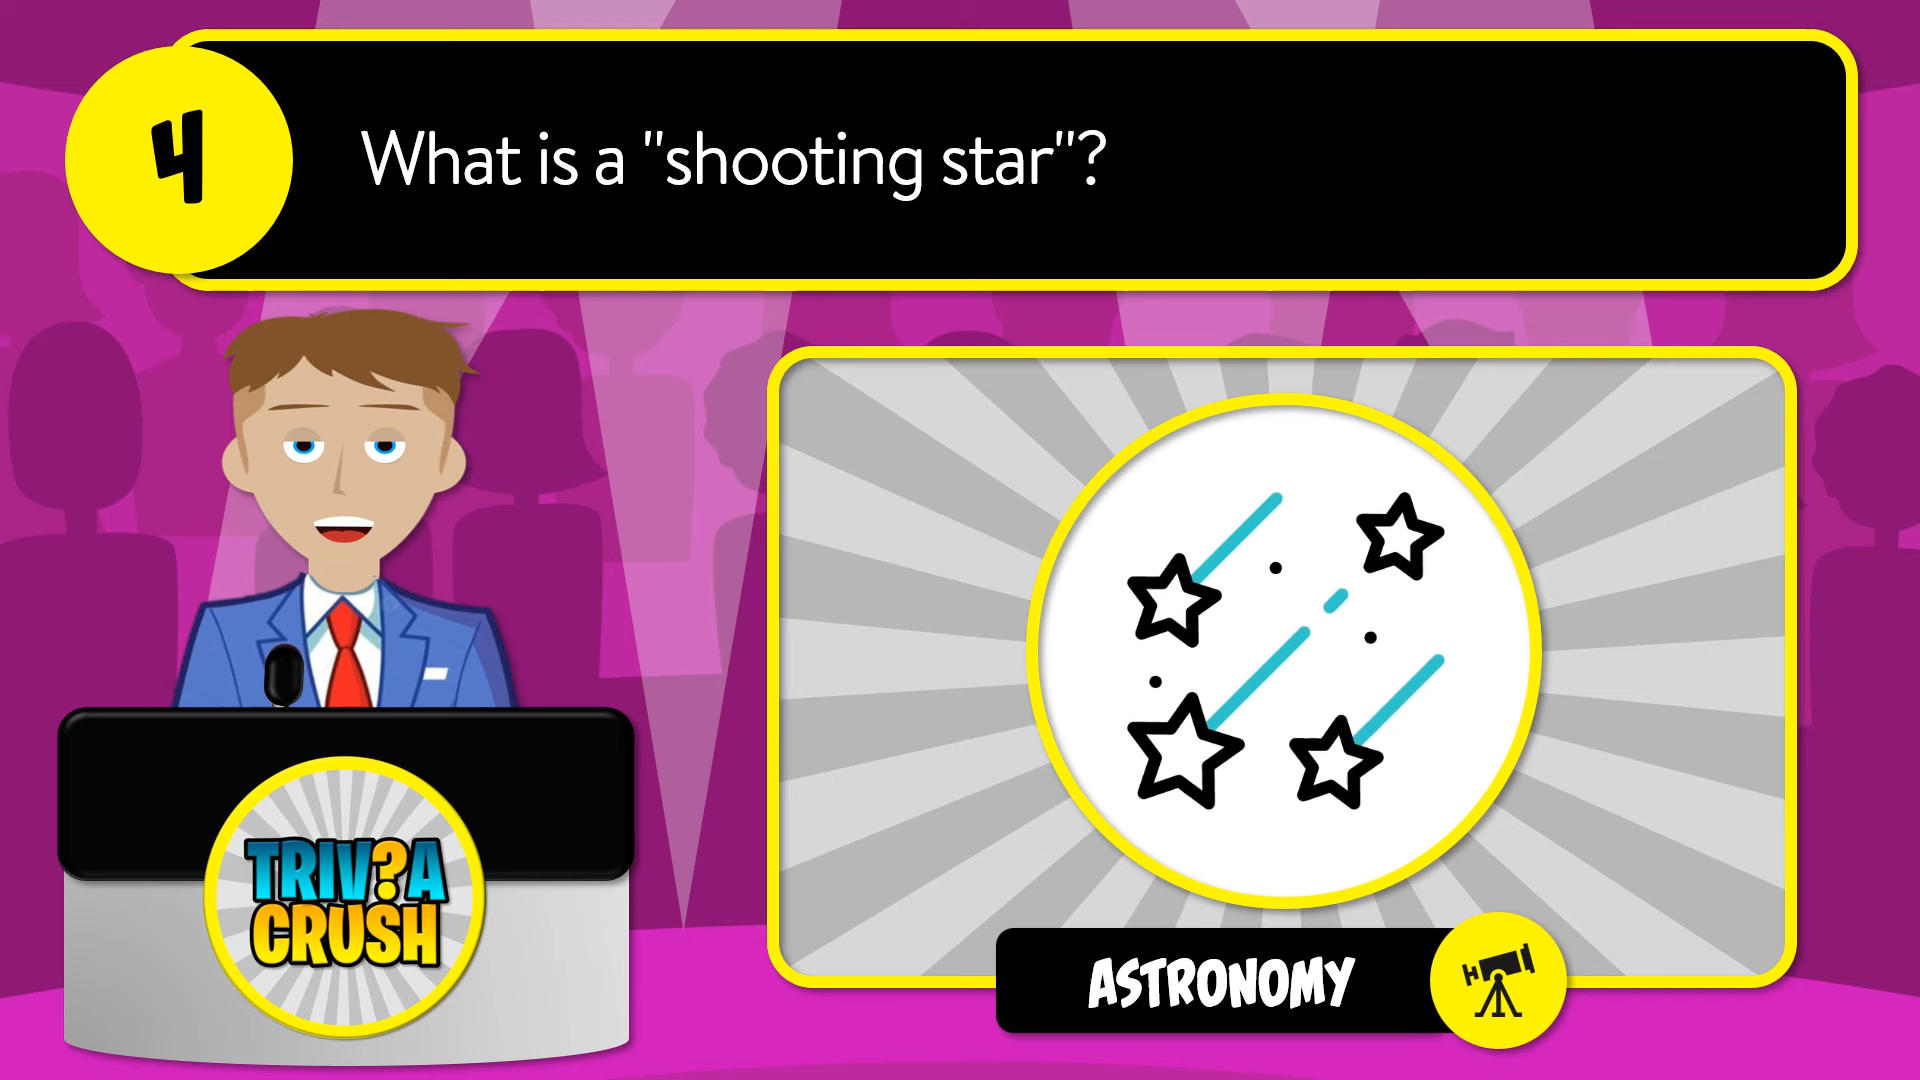 4
What is a "shooting star"?
TRIV?A
CRUSH
ASTRONOMY